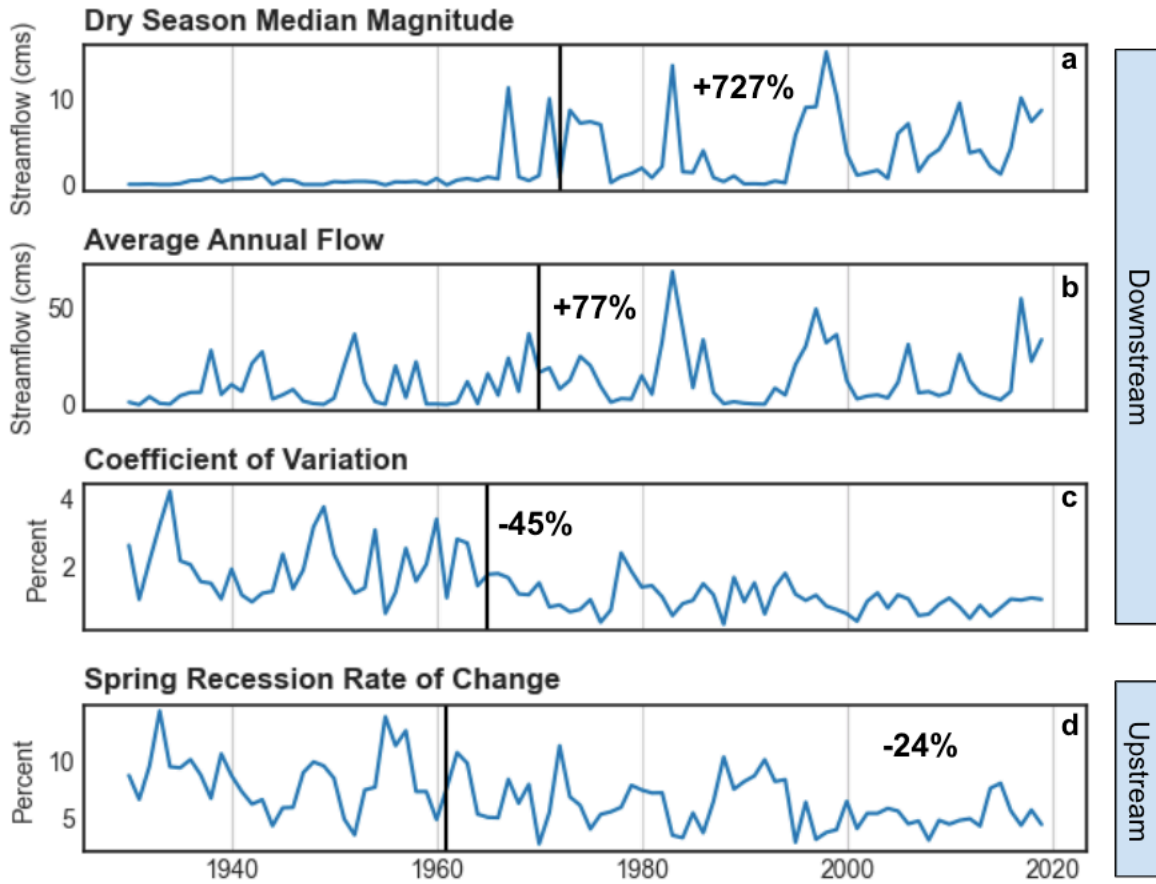 Dry Season Median Magnitude
Streamflow (cms)
10
0
+727%
a
Average Annual Flow
Streamflow (cms)
50
0
+77%
b
Coefficient of Variation
Percent
4
2
-45%
c
Downstream
Spring Recession Rate of Change
Percent
10
5
-24%
d
Upstream
1940 1960 1980 2000 2020